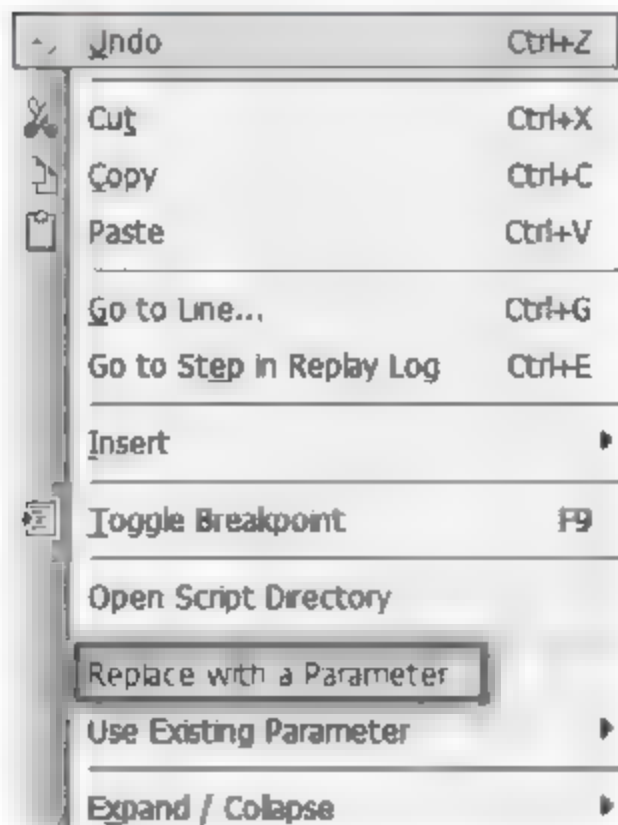 Undo Ctrl+Z
Cut Ctrl+X
Copy Ctrl+C
Paste Ctrl+V
Go to Line... Ctrl+G
Go to Step in Replay Log Ctrl+E
Insert
Toggle Breakpoint F9
Open Script Directory
Replace with a Parameter
Use Existing Parameter
Expand / Collapse